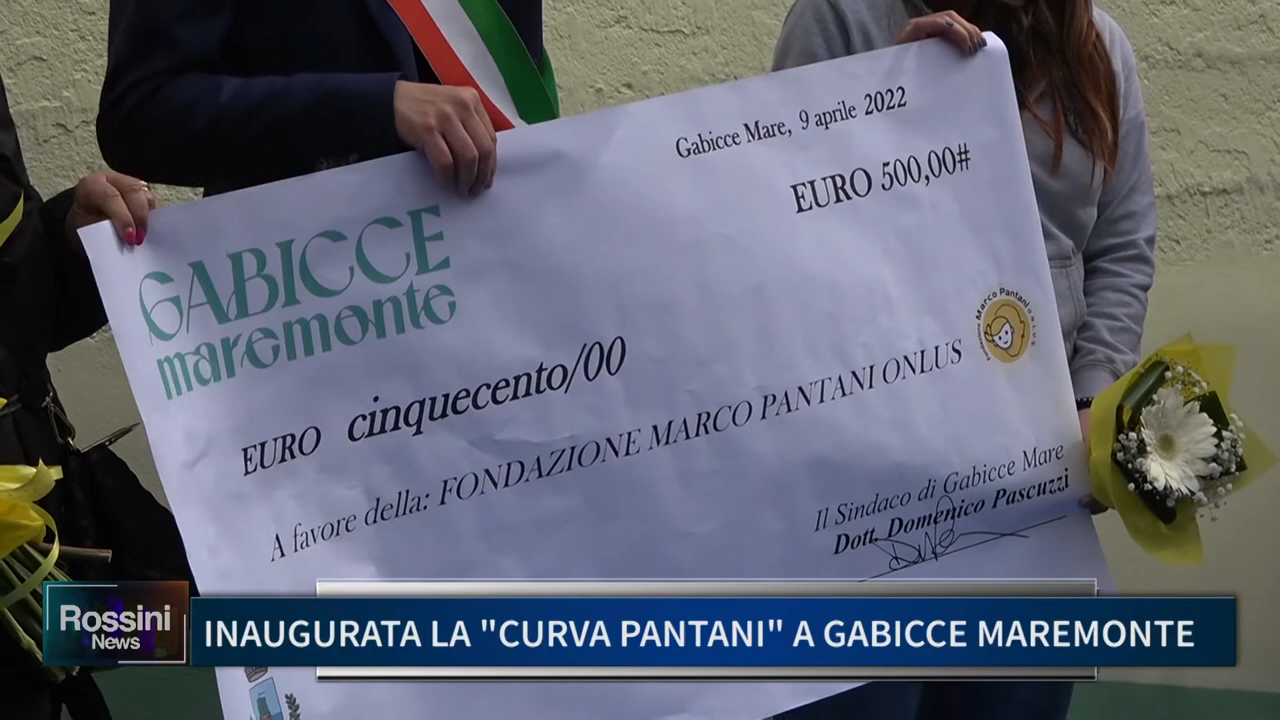 Gabicce Mare, 9 aprile 2022
EURO 500,00#
GABICCE
maremonte
Marco Pantani
EURO cinquecento/00
A favore della: FONDAZIONE MARCO PANTANI ONLUS
Il Sindaco di Gabicce Mare
Dott. Domenico Pascuzzi
Rossini
News
INAUGURATA LA "CURVA PANTANI" A GABICCE MAREMONTE